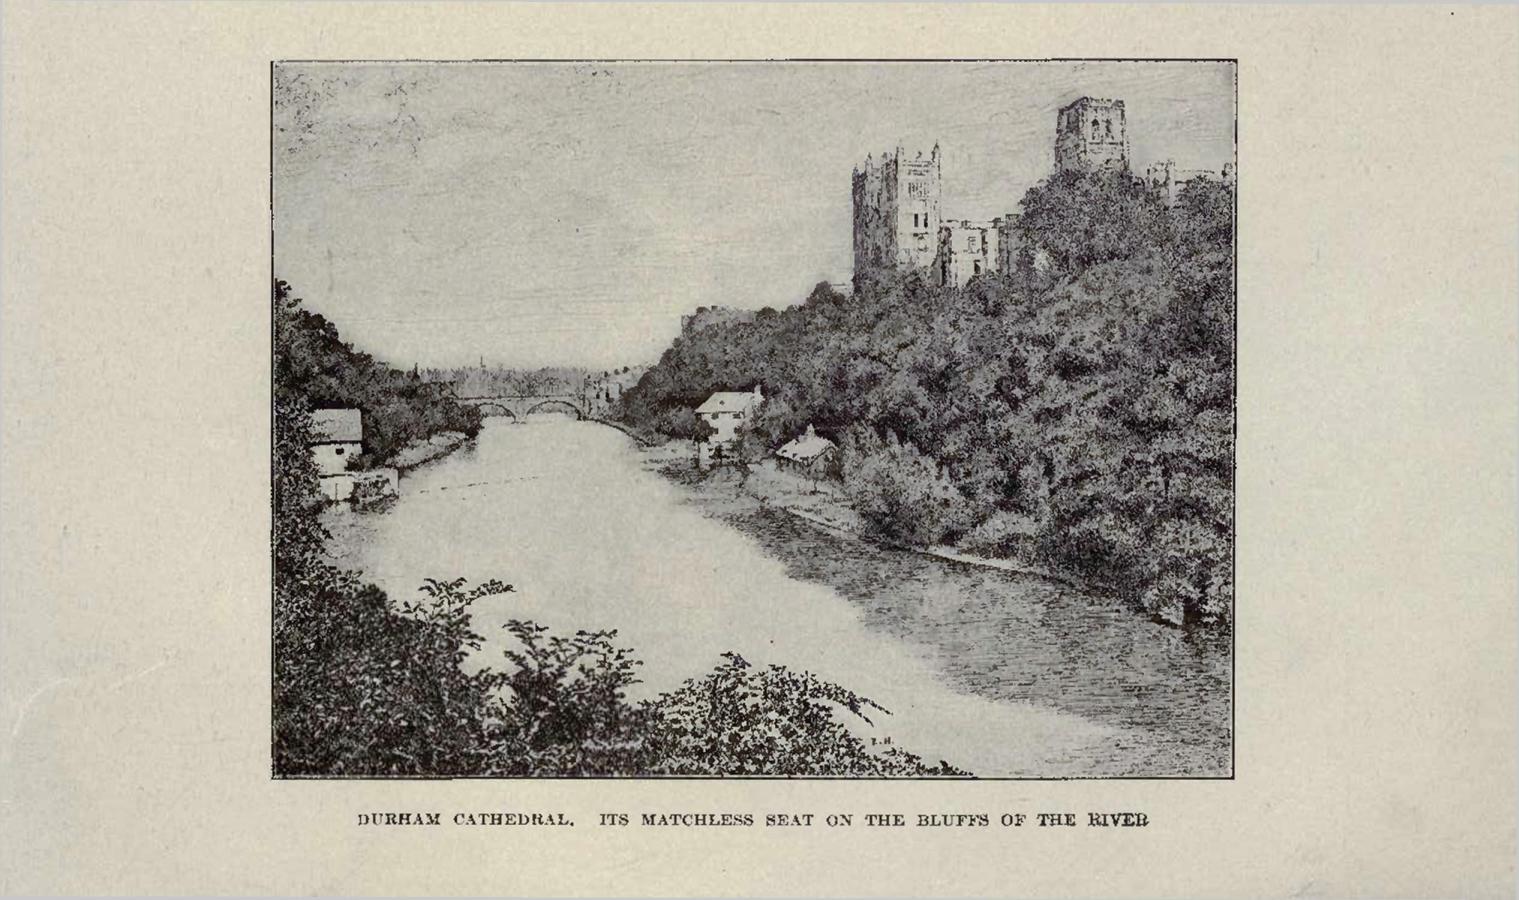 DURHAM CATHEDRAL. ITS MATCHLESS SEAT ON THE BLUFFS OF THE RIVER